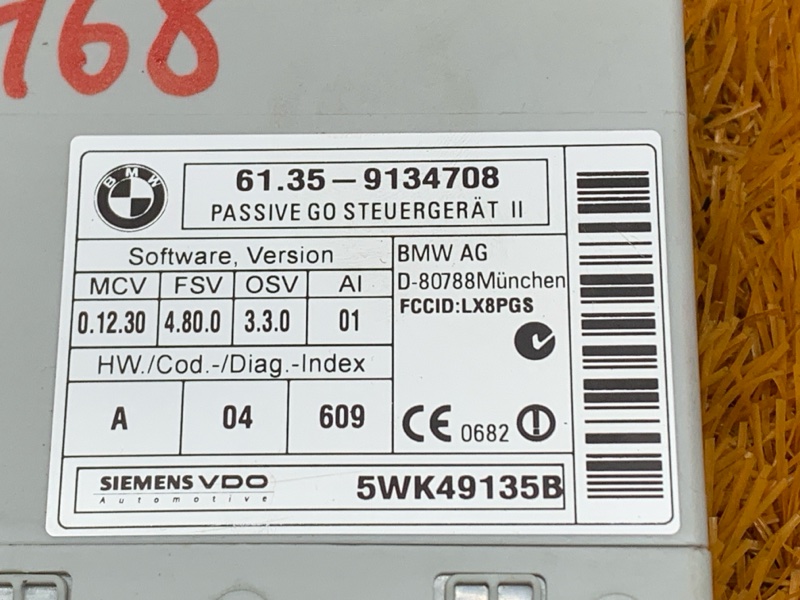 168
BMW
61.35-9134708
PASSIVE GO STEUERGERÄT II
Software, Version
MCV FSV OSV AI
0.12.30 4.80.0 3.3.0 01
HW./Cod.-/Diag.-Index
A 04 609
BMW AG
D-80788München
FCCID:LX8PGS
CE 0682
SIEMENS VDO
Automotive
5WK49135B